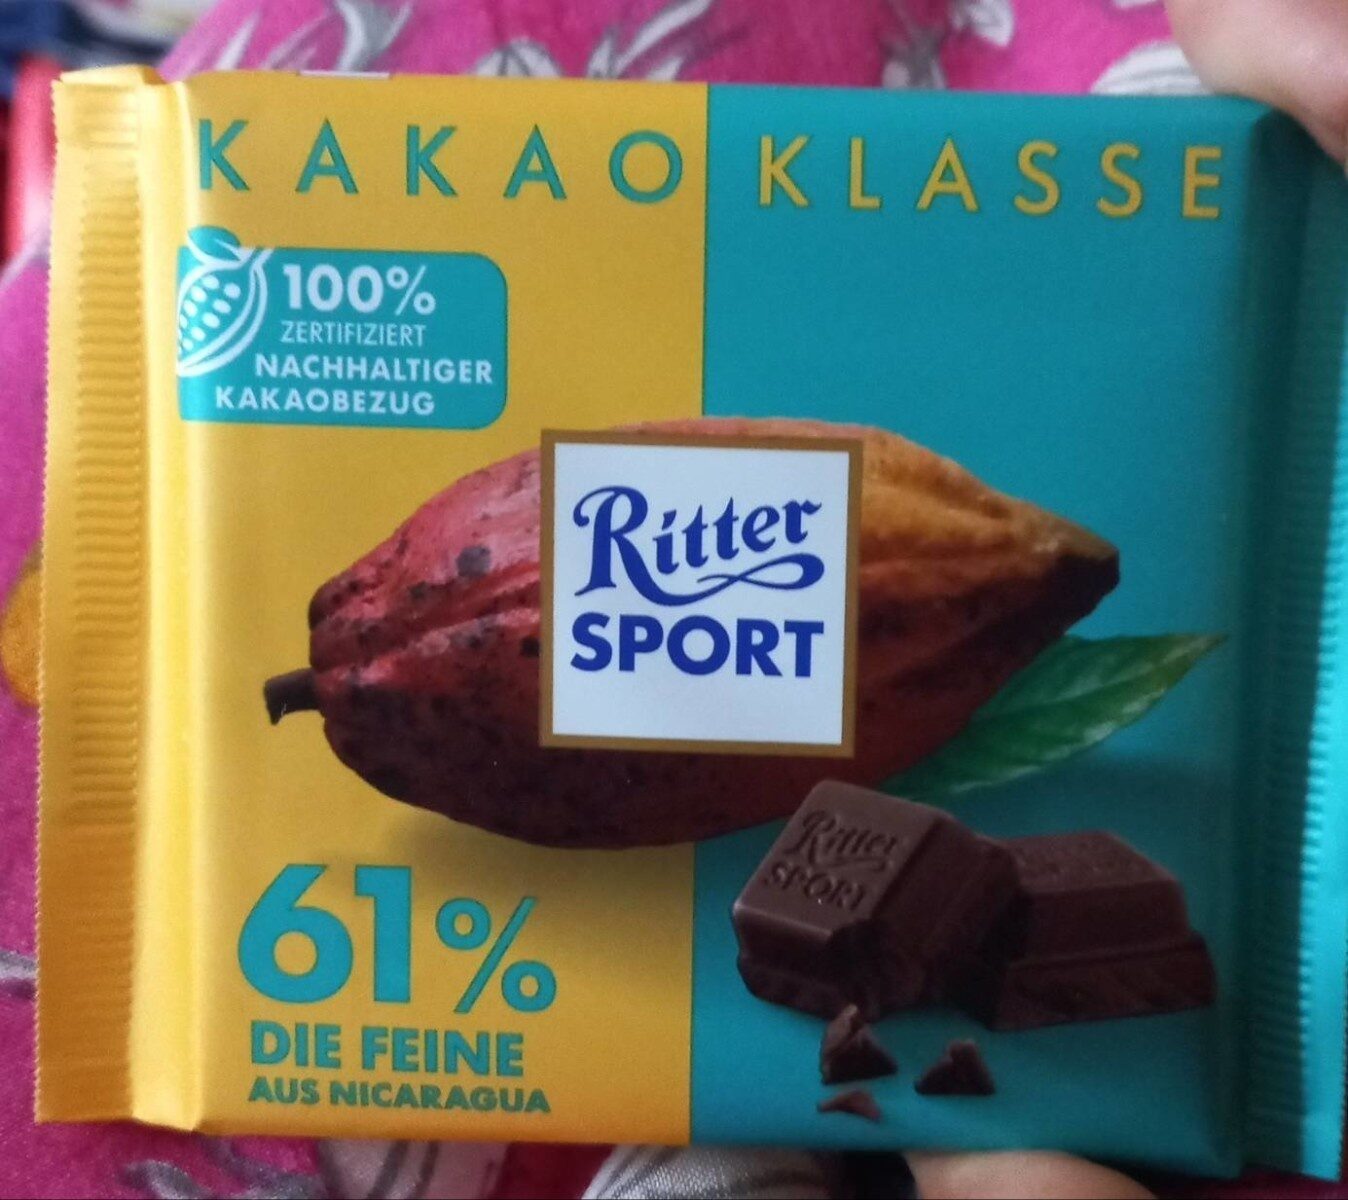 KAKAO KLASSE
100%
ZERTIFIZIERT
NACHHALTIGER
KAKAOBEZUG
Ritter
SPORT
Ritter
SPORT
61%
DIE FEINE
AUS NICARAGUA